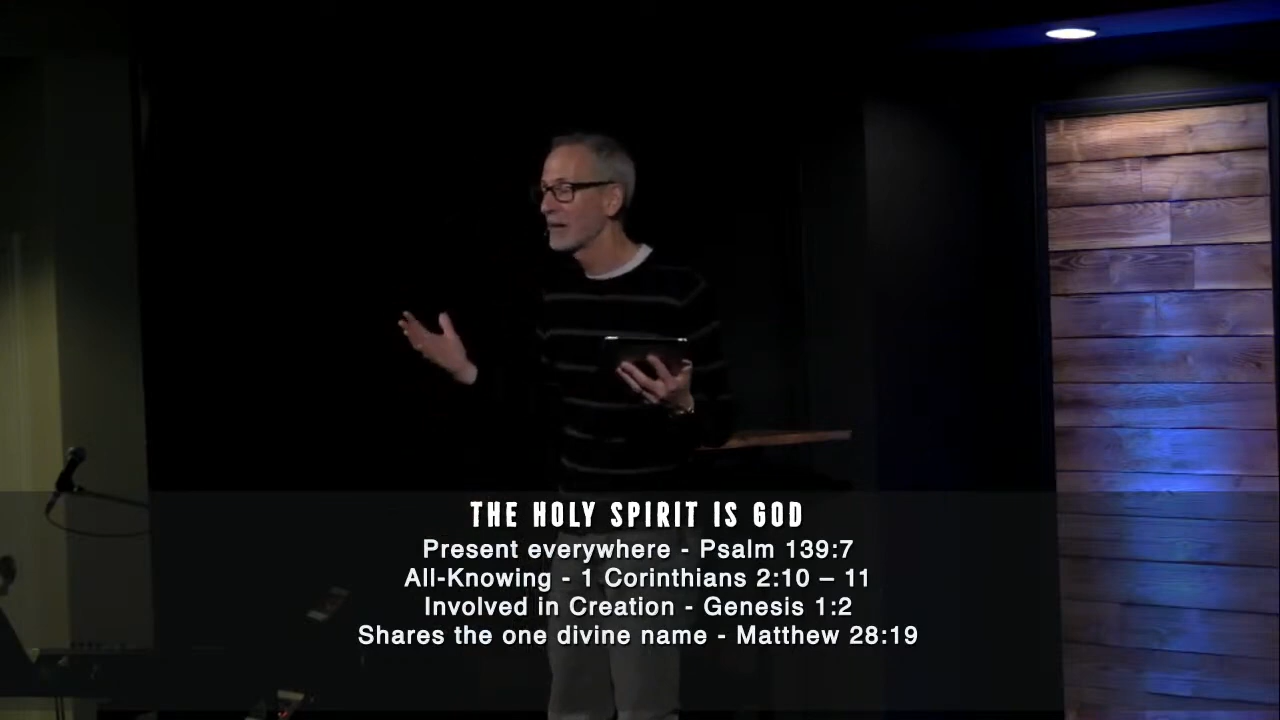 THE HOLY SPIRIT IS GOD
Present everywhere - Psalm 139:7
All-Knowing - 1 Corinthians 2:10 – 11
Involved in Creation - Genesis 1:2
Shares the one divine name - Matthew 28:19